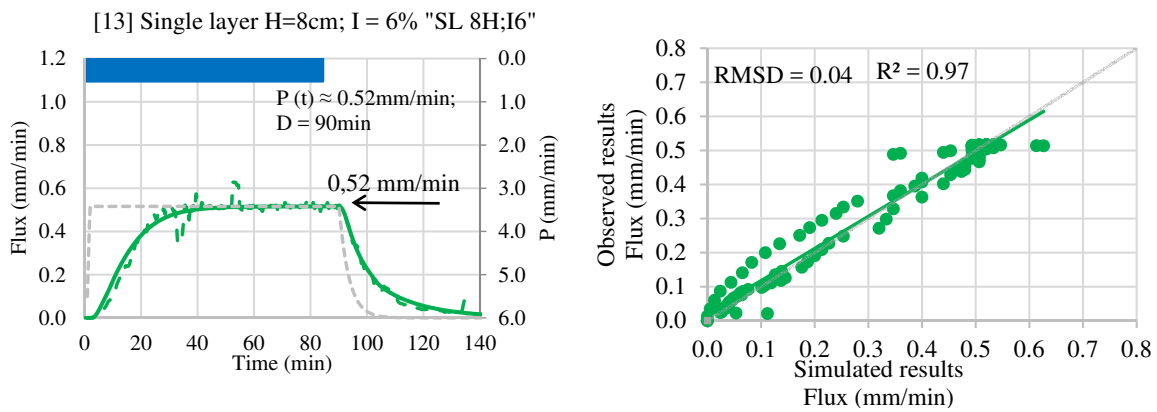 [13] Single layer H=8cm; I = 6% "SL 8H;I6"
1.2
1.0
0.8
0.6
0.4
0.2
0.0
Flux (mm/min)
0.0
1.0
2.0
3.0
4.0
5.0
6.0
P (mm/min)
P (t) ≈ 0.52mm/min;
D = 90min
0,52 mm/min
0 20 40 60 80 100 120 140
Time (min)
0.8
0.7
0.6
0.5
0.4
0.3
0.2
0.1
0.0
Observed results
Flux (mm/min)
RMSD = 0.04 R² = 0.97
0.0 0.1 0.2 0.3 0.4 0.5 0.6 0.8
Simulated results
Flux (mm/min)